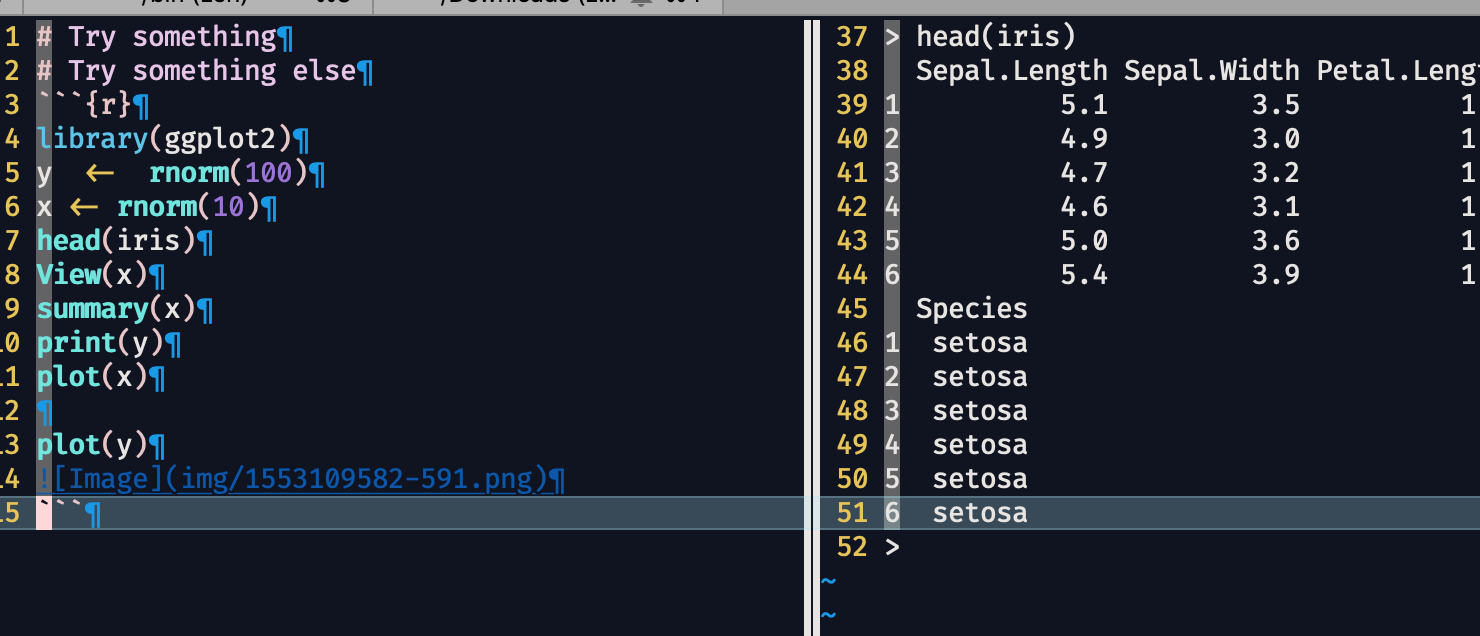 /bin (zsh) ⌘3 /Downloads (z... ⌘4
1 # Try something¶
2 # Try something else¶
3 ```{r}¶
4 library(ggplot2)¶
5 y  ←  rnorm(100)¶
6 x ← rnorm(10)¶
7 head(iris)¶
8 View(x)¶
9 summary(x)¶
10 print(y)¶
11 plot(x)¶
12 ¶
13 plot(y)¶
14 ![Image](img/1553109582-591.png)¶
15 ```¶
37 > head(iris)
38   Sepal.Length Sepal.Width Petal.Leng
39 1          5.1         3.5          1
40 2          4.9         3.0          1
41 3          4.7         3.2          1
42 4          4.6         3.1          1
43 5          5.0         3.6          1
44 6          5.4         3.9          1
45   Species
46 1  setosa
47 2  setosa
48 3  setosa
49 4  setosa
50 5  setosa
51 6  setosa
52 >
~
~